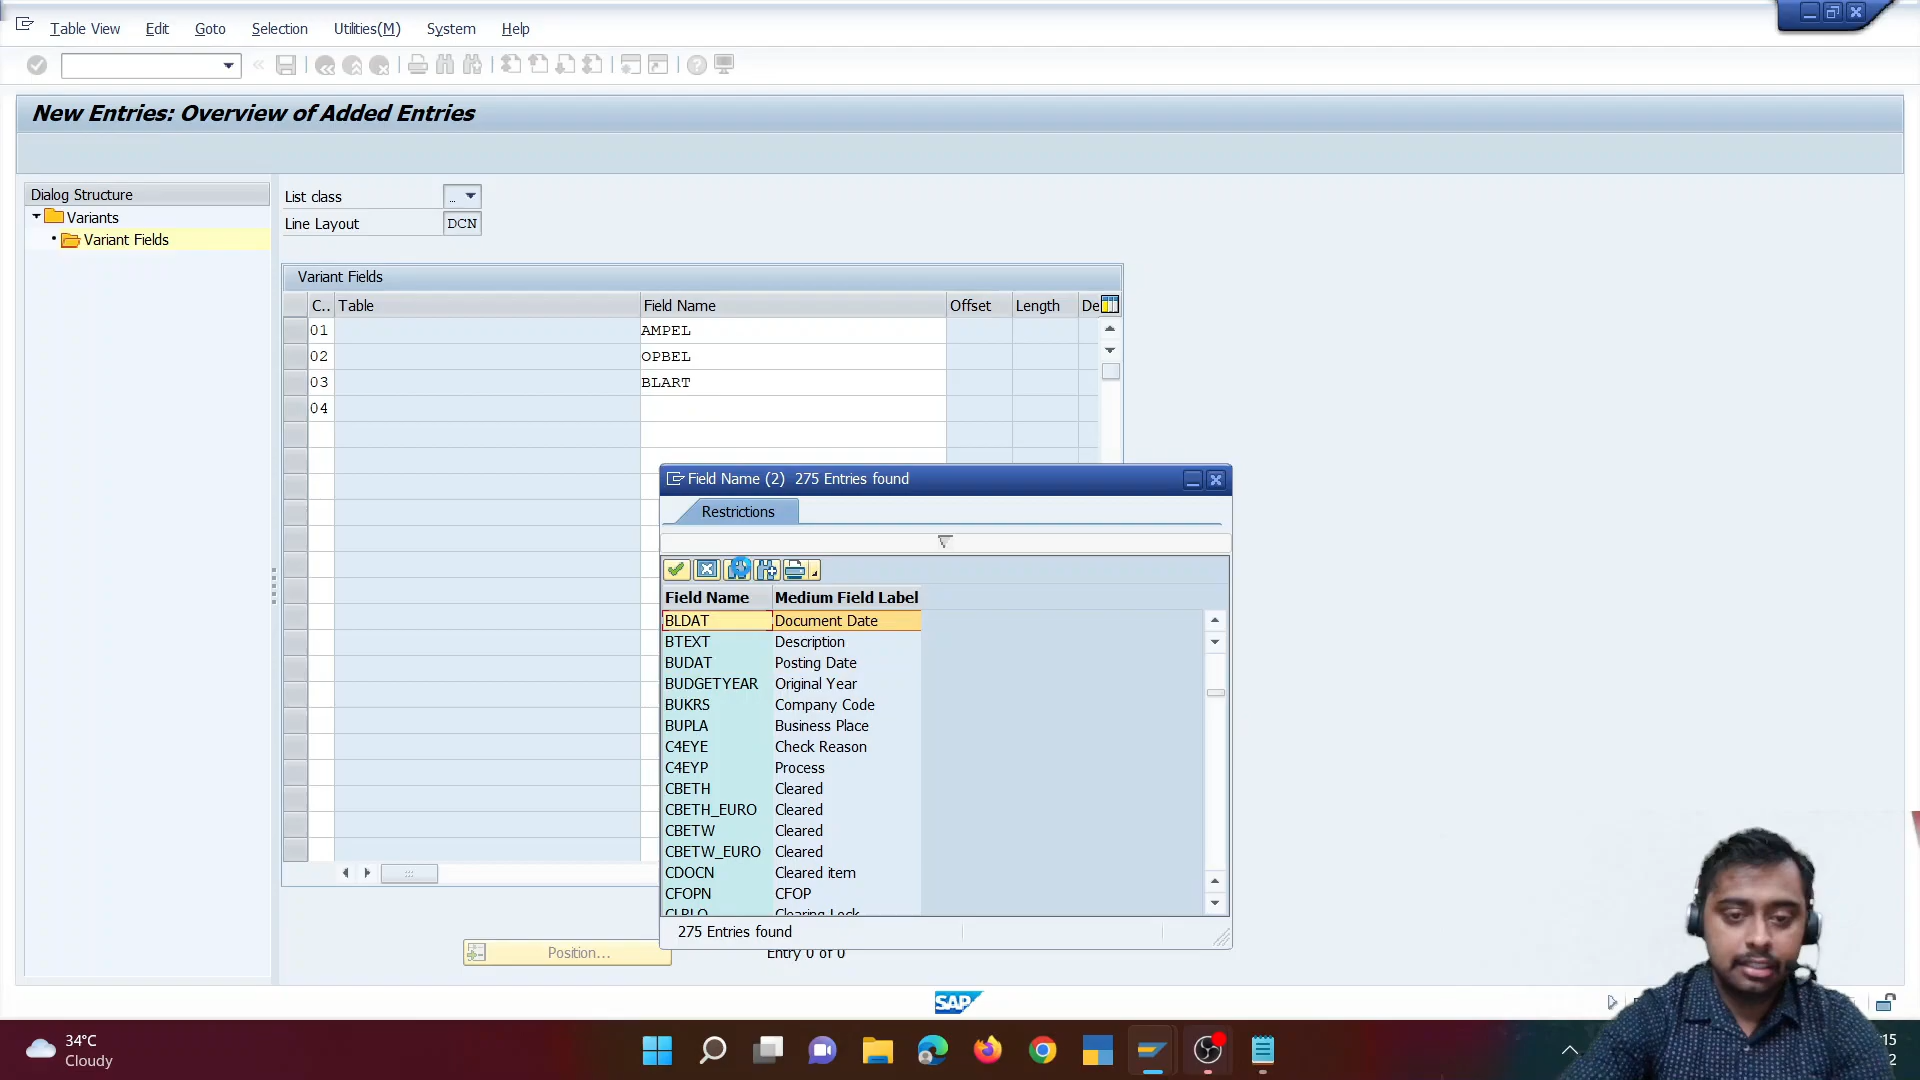 Table View Edit Goto Selection Utilities(M) System Help
New Entries: Overview of Added Entries
Dialog Structure
Variants
Variant Fields
List class ..
Line Layout DCN
Variant Fields
C.. Table Field Name Offset Length De
01 AMPEL
02 OPBEL
03 BLART
04
Field Name (2) 275 Entries found
Restrictions
Field Name Medium Field Label
BLDAT Document Date
BTEXT Description
BUDAT Posting Date
BUDGETYEAR Original Year
BUKRS Company Code
BUPLA Business Place
C4EYE Check Reason
C4EYP Process
CBETH Cleared
CBETH_EURO Cleared
CBETW Cleared
CBETW_EURO Cleared
CDOCN Cleared item
CFOPN CFOP
Clearing Lock
275 Entries found
Position... Entry 0 of 0
SAP
34°C
Cloudy
15
2